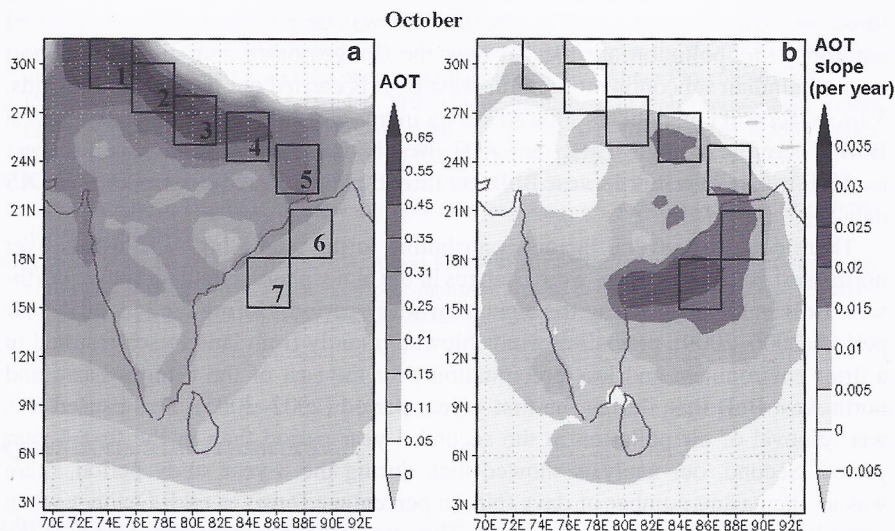 October
a
b
AOT
0.65
0.55
0.45
0.35
0.31
0.25
0.15
0.11
0.05
0
AOT
slope
(per year)
0.035
0.03
0.025
0.02
0.015
0.01
0.005
0
−0.005
30N
27N
24N
21N
18N
15N
12N
9N
6N
3N
1
2
3
4
5
6
7
70E 72E 74E 76E 78E 80E 82E 84E 86E 88E 90E 92E
30N
27N
24N
21N
18N
15N
12N
9N
6N
3N
70E 72E 74E 76E 78E 80E 82E 84E 86E 88E 90E 92E